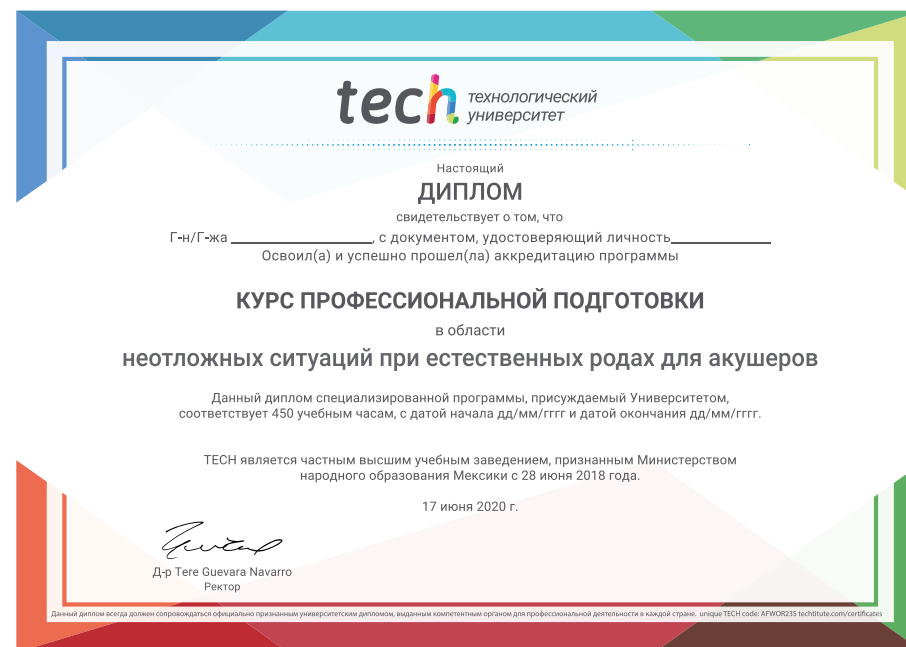 tech технологический
университет
Настоящий
ДИПЛОМ
свидетельствует о том, что
Г-н/Г-жа ________________, с документом, удостоверяющий личность____________
Освоил(а) и успешно прошел(ла) аккредитацию программы
КУРС ПРОФЕССИОНАЛЬНОЙ ПОДГОТОВКИ
в области
неотложных ситуаций при естественных родах для акушеров
Данный диплом специализированной программы, присуждаемый Университетом,
соответствует 450 учебным часам, с датой начала дд/мм/гггг и датой окончания дд/мм/гггг.
TECH является частным высшим учебным заведением, признанным Министерством
народного образования Мексики с 28 июня 2018 года.
17 июня 2020 г.
Д-р Tere Guevara Navarro
Ректор
Данный диплом всегда должен сопровождаться официально признанным университетским дипломом, выданным компетентным органом для профессиональной деятельности в каждой стране. unique TECH code: AFWOR235 techtitute.com/certificates